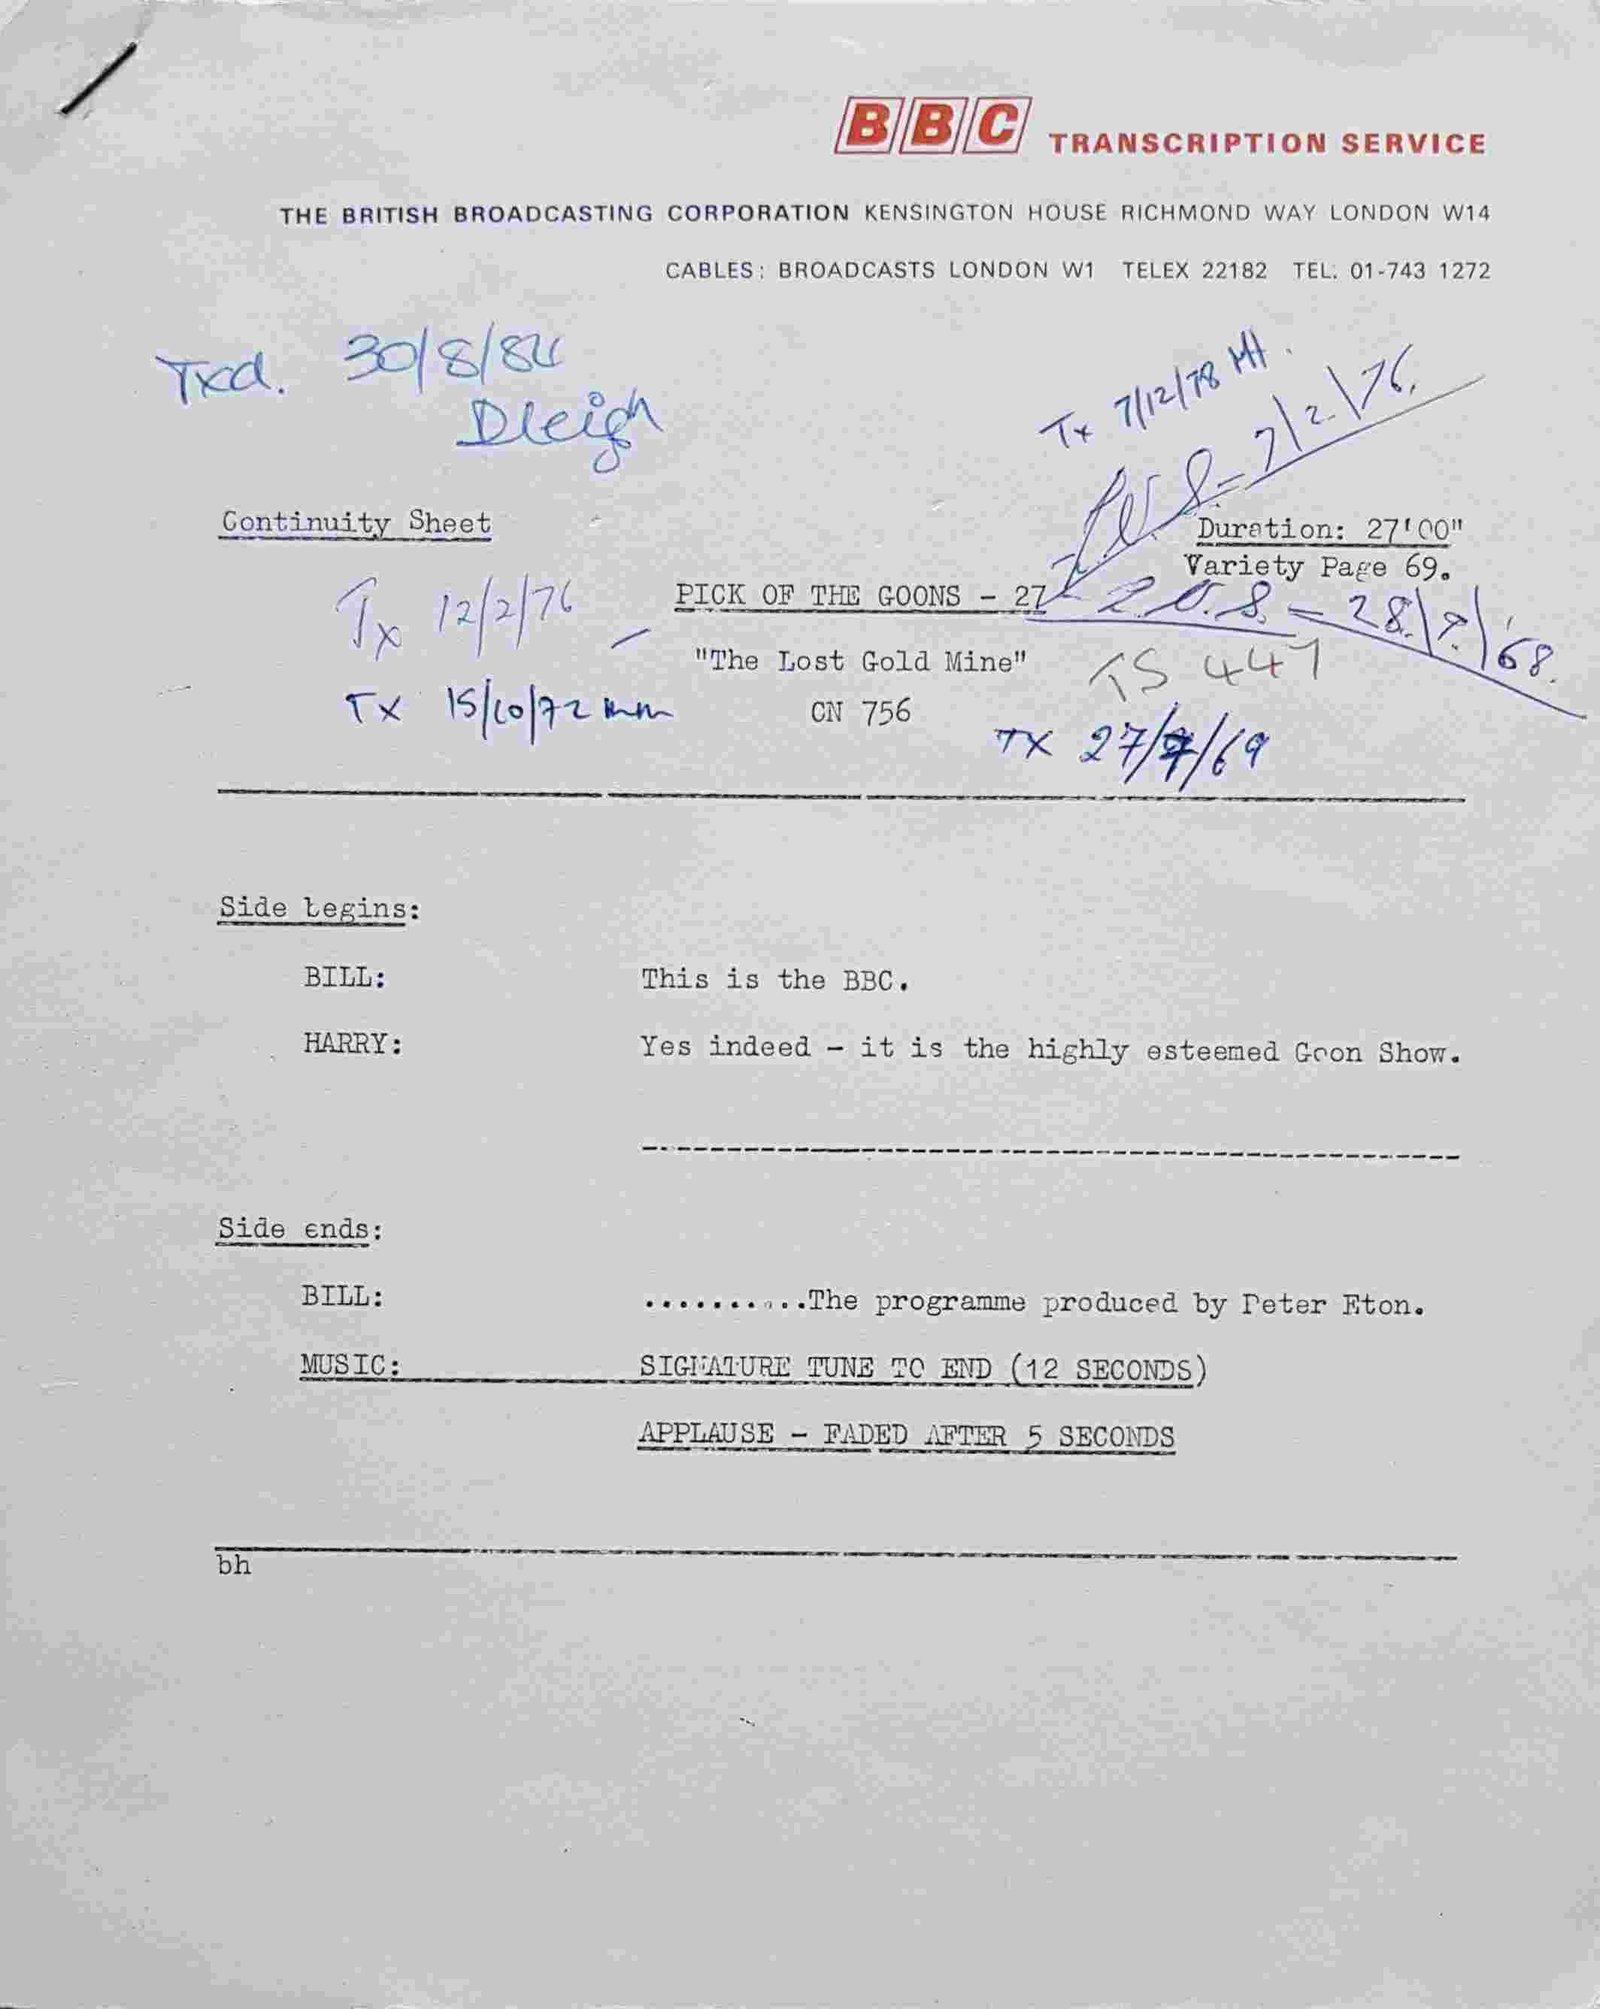 BBC TRANSCRIPTION SERVICE
THE BRITISH BROADCASTING CORPORATION KENSINGTON HOUSE RICHMOND WAY LONDON W14
CABLES: BROADCASTS LONDON W1 TELEX 22182 TEL: 01-743 1272
Txd. 30/8/84
DLeigh
Tx 7/12/78 MH.
7/2/76.
Continuity Sheet
Duration: 27'00"
Variety Page 69.
Tx 12/2/76
PICK OF THE GOONS - 27
"The Lost Gold Mine"
TS 447
TX 15/10/72
CN 756
TX 27/7/69
Side begins:
BILL: This is the BBC.
HARRY: Yes indeed - it is the highly esteemed Goon Show.
Side ends:
BILL: ..........The programme produced by Peter Eton.
MUSIC: SIGNATURE TUNE TO END (12 SECONDS)
APPLAUSE - FADED AFTER 5 SECONDS
bh